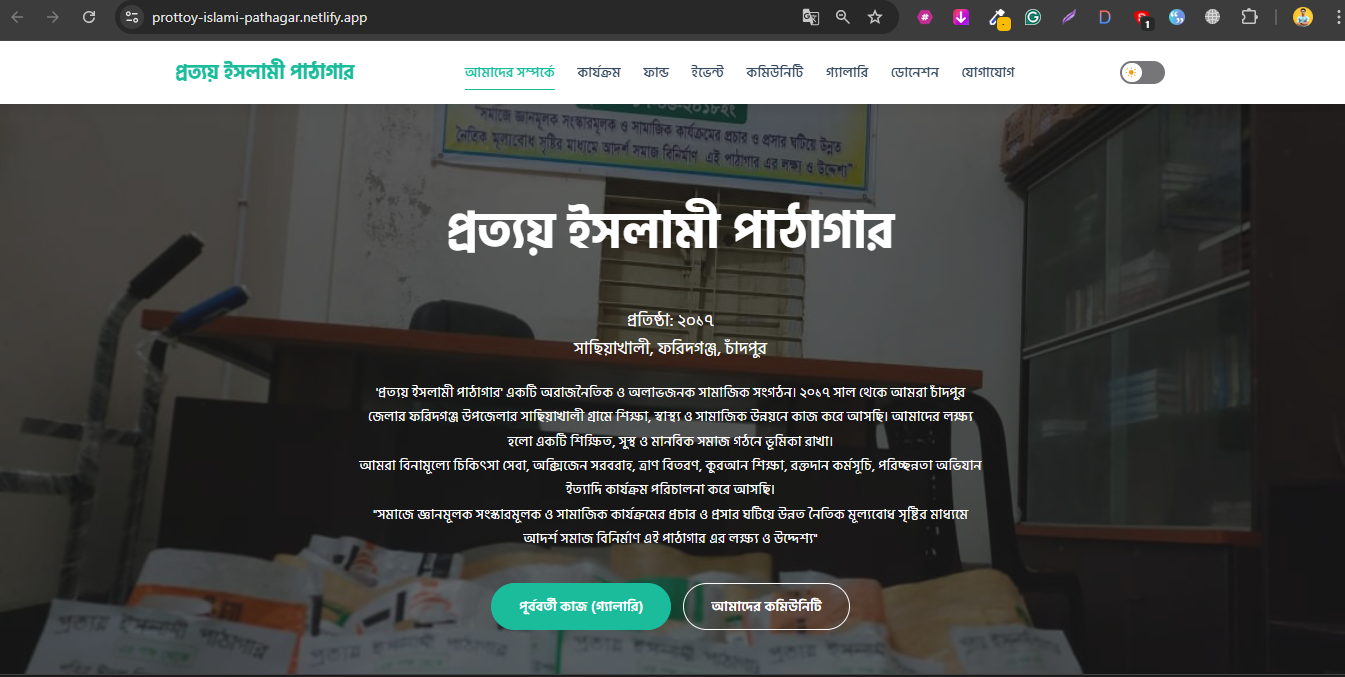 prottoy-islami-pathagar.netlify.app
1
প্রত্যয় ইসলামী পাঠাগার
আমাদের সম্পর্কে কার্যক্রম ফান্ড ইভেন্ট কমিউনিটি গ্যালারি ডোনেশন যোগাযোগ
"সমাজে জ্ঞানমূলক সংস্কারমূলক ও সামাজিক কার্যক্রমের প্রচার ও প্রসার ঘটিয়ে উন্নত
নৈতিক মূল্যবোধ সৃষ্টির মাধ্যমে আদর্শ সমাজ বিনির্মাণ এই পাঠাগার এর লক্ষ্য ও উদ্দেশ্য"
প্রত্যয় ইসলামী পাঠাগার
প্রতিষ্ঠা: ২০১৭
সাছিয়াখালী, ফরিদগঞ্জ, চাঁদপুর
'প্রত্যয় ইসলামী পাঠাগার' একটি অরাজনৈতিক ও অলাভজনক সামাজিক সংগঠন। ২০১৭ সাল থেকে আমরা চাঁদপুর
জেলার ফরিদগঞ্জ উপজেলার সাছিয়াখালী গ্রামে শিক্ষা, স্বাস্থ্য ও সামাজিক উন্নয়নে কাজ করে আসছি। আমাদের লক্ষ্য
হলো একটি শিক্ষিত, সুস্থ ও মানবিক সমাজ গঠনে ভূমিকা রাখা।
আমরা বিনামূল্যে চিকিৎসা সেবা, অক্সিজেন সরবরাহ, ত্রাণ বিতরণ, কুরআন শিক্ষা, রক্তদান কর্মসূচি, পরিচ্ছন্নতা অভিযান
ইত্যাদি কার্যক্রম পরিচালনা করে আসছি।
"সমাজে জ্ঞানমূলক সংস্কারমূলক ও সামাজিক কার্যক্রমের প্রচার ও প্রসার ঘটিয়ে উন্নত নৈতিক মূল্যবোধ সৃষ্টির মাধ্যমে
আদর্শ সমাজ বিনির্মাণ এই পাঠাগার এর লক্ষ্য ও উদ্দেশ্য"
পূর্ববর্তী কাজ (গ্যালারি) আমাদের কমিউনিটি
প্রত্যয় ইসলামী পাঠাগার